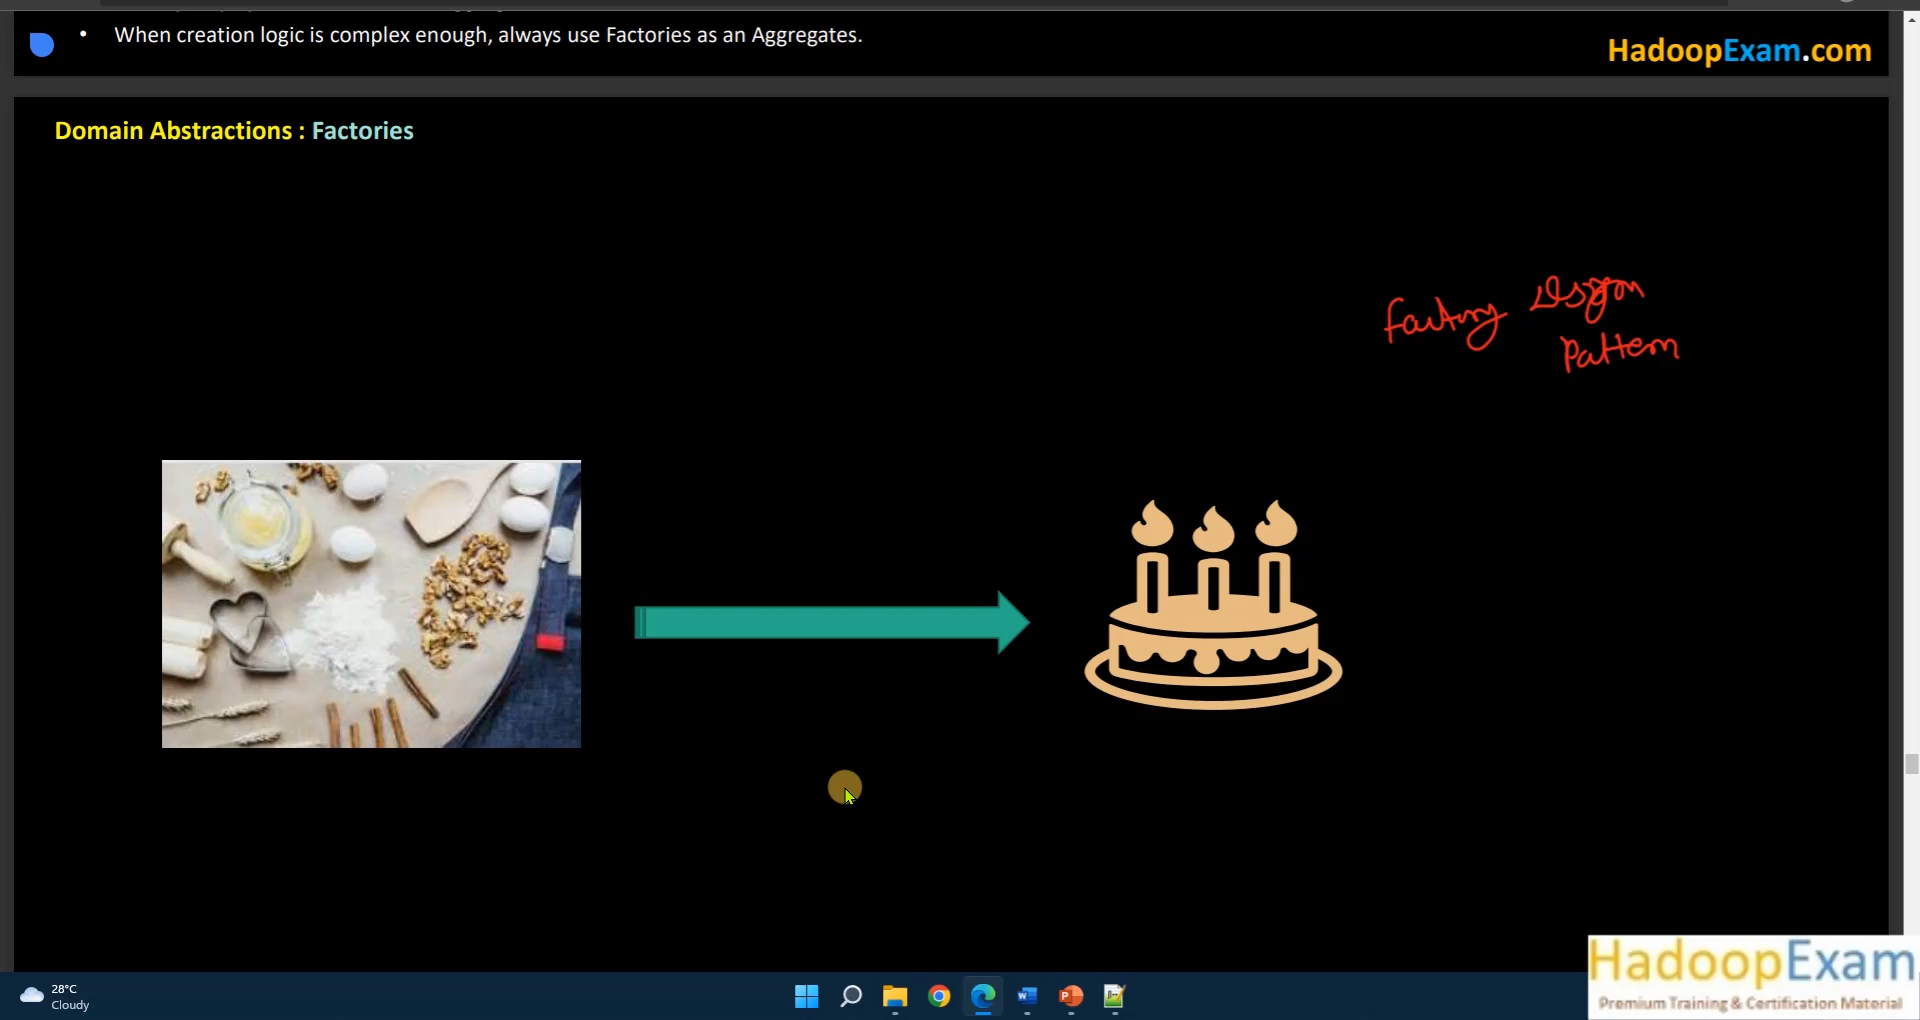 • When creation logic is complex enough, always use Factories as an Aggregates.
HadoopExam.com
Domain Abstractions : Factories
Factory Design
Pattern
28°C
Cloudy
HadoopExam
Premium Training & Certification Material